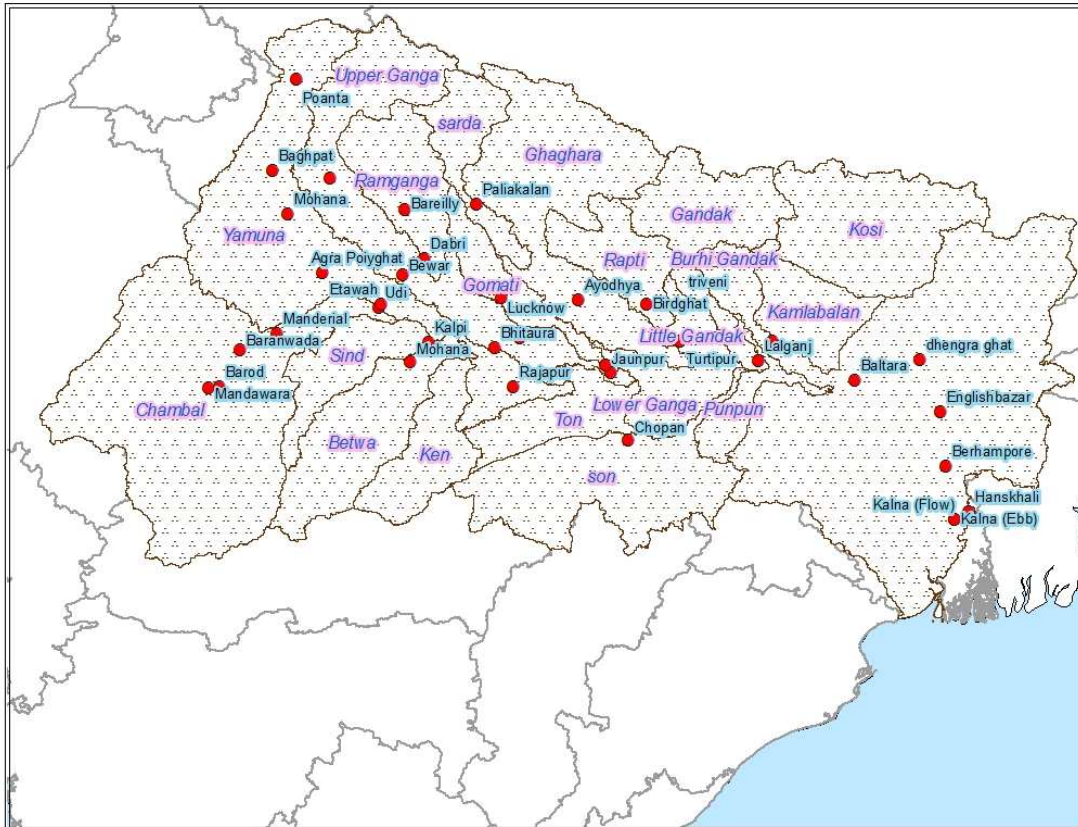 Upper Ganga
Poanta
sarda
Ghaghara
Baghpat
Ramganga
Paliakalan
Mohana
Bareilly
Gandak
Kosi
Yamuna
Dabri
Agra Poiyghat
Bewar
Rapti
Burhi Gandak
triveni
Etawah
Udi
Gomati
Ayodhya
Lucknow
Birdghat
Kamlabalan
Manderial
Kalpi
Bhitaura
Little Gandak
Baranwada
Sind
Mohana
Jaunpur
Turtipur
Lalganj
dhengra ghat
Barod
Rajapur
Baltara
Mandawara
Chambal
Lower Ganga
Punpun
Englishbazar
Ton
Chopan
Betwa
Ken
Berhampore
son
Hanskhali
Kalna (Flow)
Kalna (Ebb)